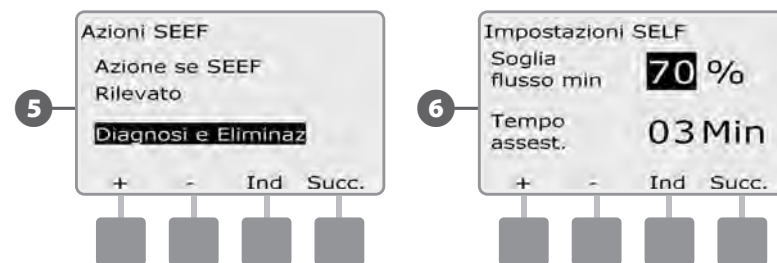 5
Azioni SEEF
Azione se SEEF
Rilevato
Diagnosi e Eliminaz
+ - Ind Succ.
6
Impostazioni SELF
Soglia
flusso min
70 %
Tempo
assest.
03 Min
+ - Ind Succ.